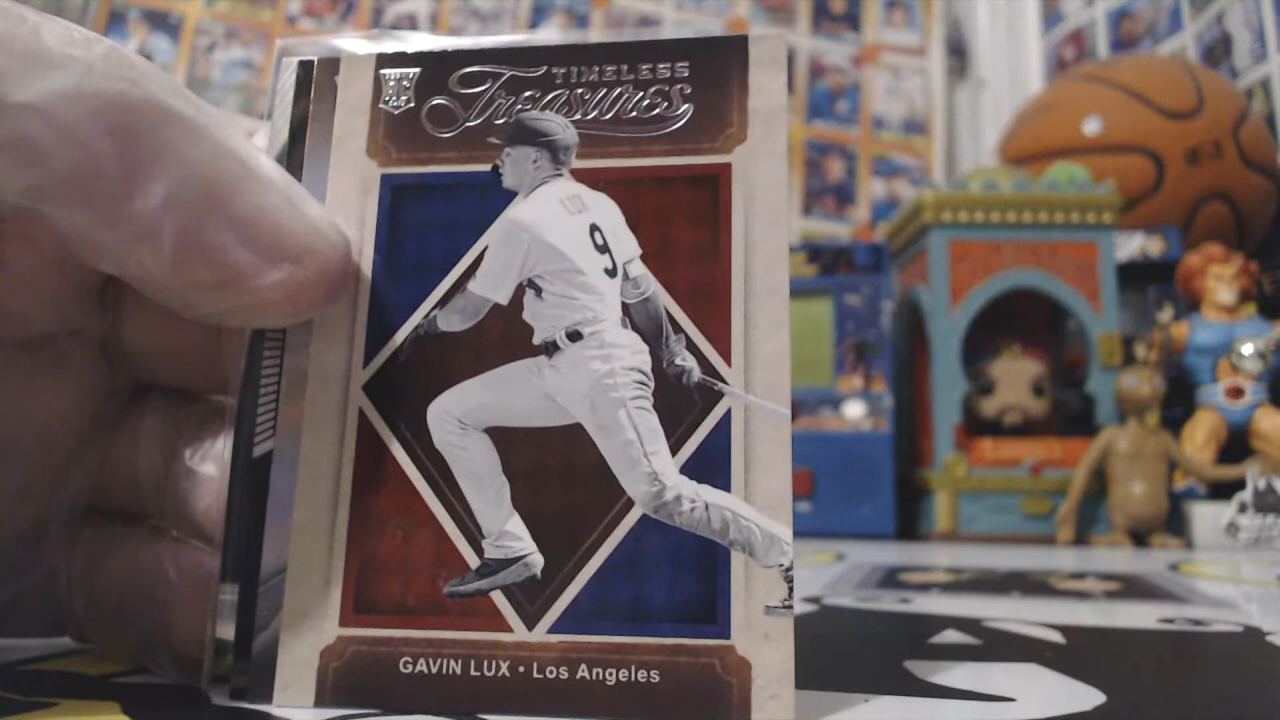 RC
TIMELESS
Treasures
LUX
9
GAVIN LUX • Los Angeles